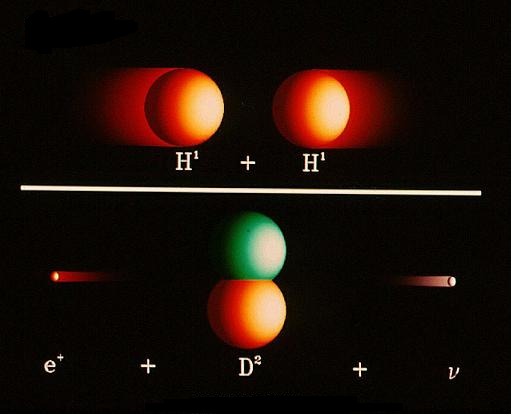 H¹ + H¹
e⁺ + D² + ν